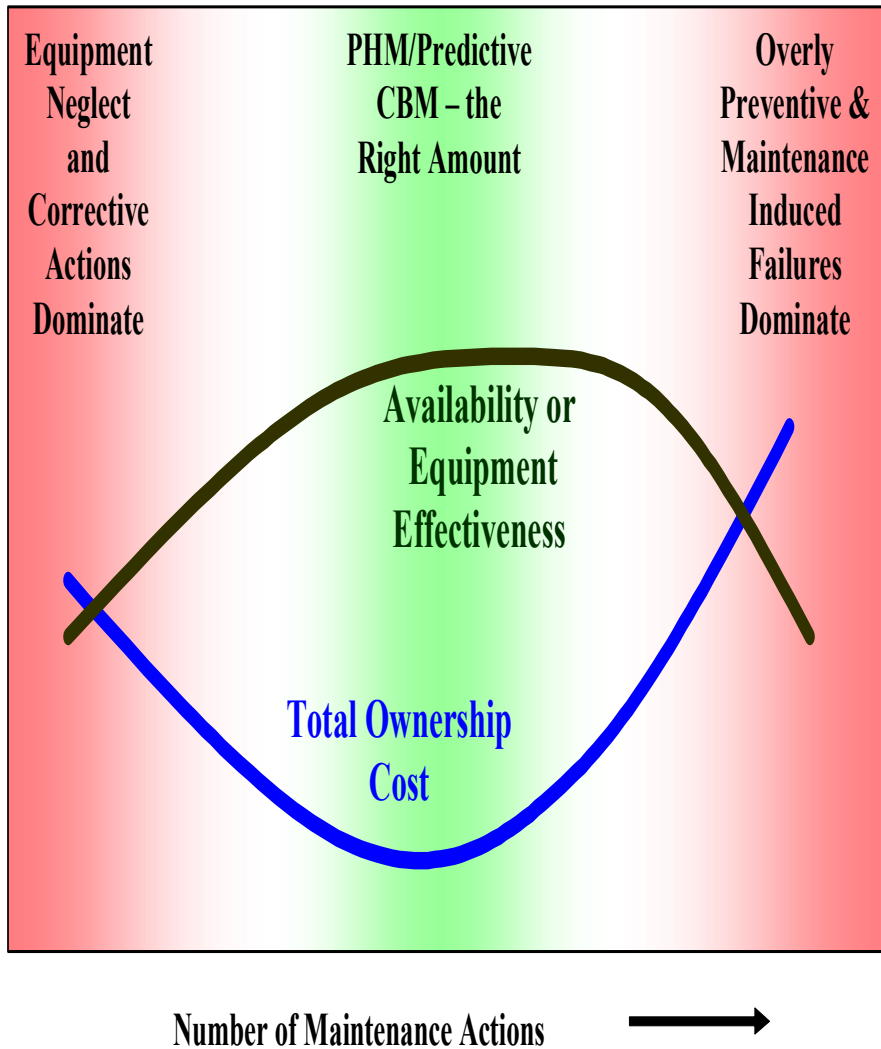 Equipment
Neglect
and
Corrective
Actions
Dominate
PHM/Predictive
CBM – the
Right Amount
Overly
Preventive &
Maintenance
Induced
Failures
Dominate
Availability or
Equipment
Effectiveness
Total Ownership
Cost
Number of Maintenance Actions